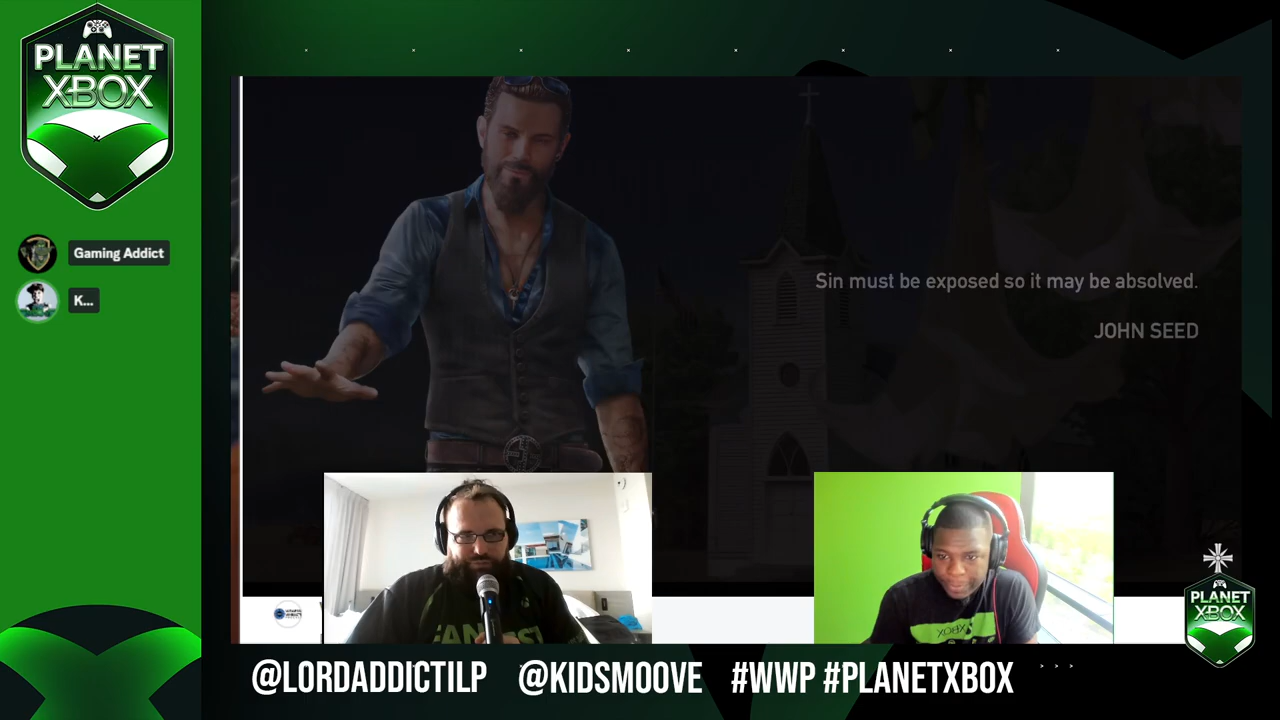 PLANET
XBOX
Gaming Addict
K...
Sin must be exposed so it may be absolved.
JOHN SEED
XBOX
PLANET
XBOX
@LORDADDICTILP @KIDSMOOVE #WWP #PLANETXBOX